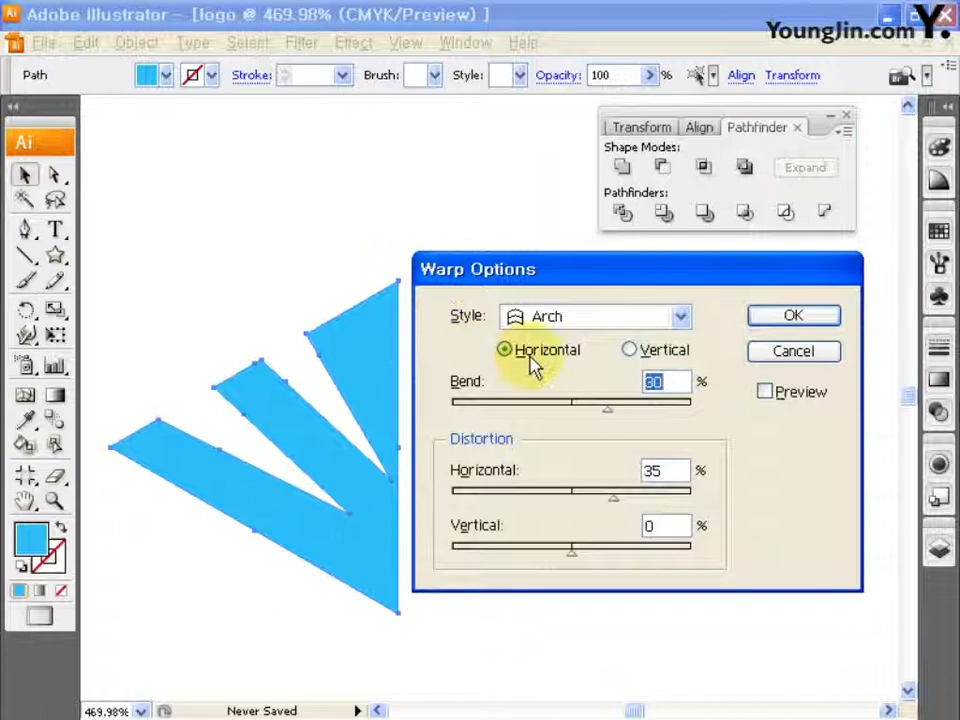 Adobe Illustrator - [logo @ 469.98% (CMYK/Preview) ]
YoungJin.com Y.
File Edit Object Type Select Filter Effect View Window Help
Path Stroke: Brush: Style: Opacity: 100 % Align Transform
Ai
Transform Align Pathfinder
Shape Modes:
Expand
Pathfinders:
Warp Options
Style: Arch OK
Horizontal Vertical Cancel
Bend: 30 % Preview
Distortion
Horizontal: 35 %
Vertical: 0 %
469.98% Never Saved